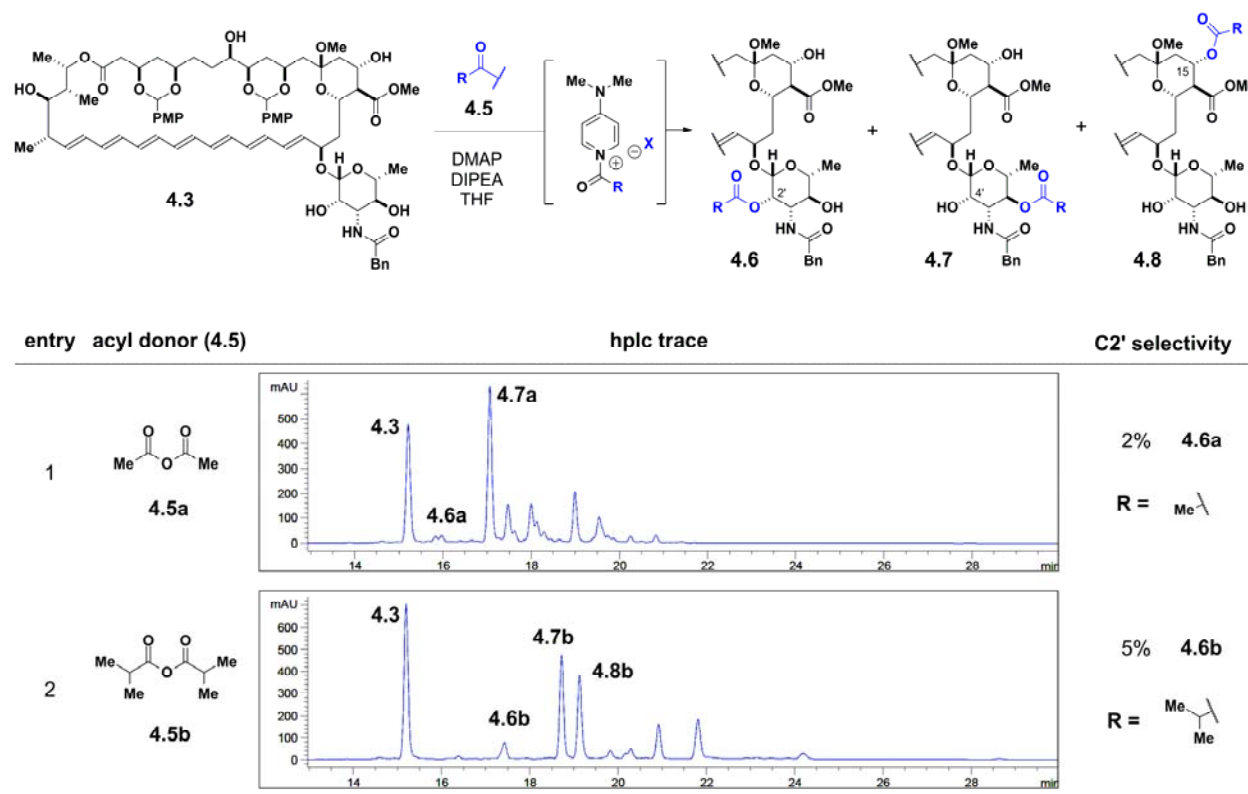 OH
O
OMe
OH
Me
O
O
O
OMe
O
HO
Me
O
O
O
O
PMP
PMP
Me
H
O
O
Me
HO
OH
HN
O
Bn
4.3
O
R
4.5
DMAP
DIPEA
THF
Me
Me
N
N
+
− X
O
R
OMe
OH
O
OMe
O
H
O
O
Me
O
2'
R
O
OH
HN
O
Bn
4.6
+
OMe
OH
O
OMe
O
H
O
O
Me
4'
O
HO
O
R
HN
O
Bn
4.7
+
O
R
OMe
O
15
O
OM
O
H
O
O
Me
HO
OH
HN
O
Bn
4.8
entry acyl donor (4.5) hplc trace C2' selectivity
1
O O
Me O Me
4.5a
mAU
500
400
300
200
100
0
4.3
4.6a
4.7a
14 16 18 20 22 24 26 28 min
2% 4.6a
R = Me
2
O O
Me O Me
Me Me
4.5b
mAU
600
500
400
300
200
100
0
4.3
4.6b
4.7b
4.8b
14 16 18 20 22 24 26 28 min
5% 4.6b
R = Me
Me